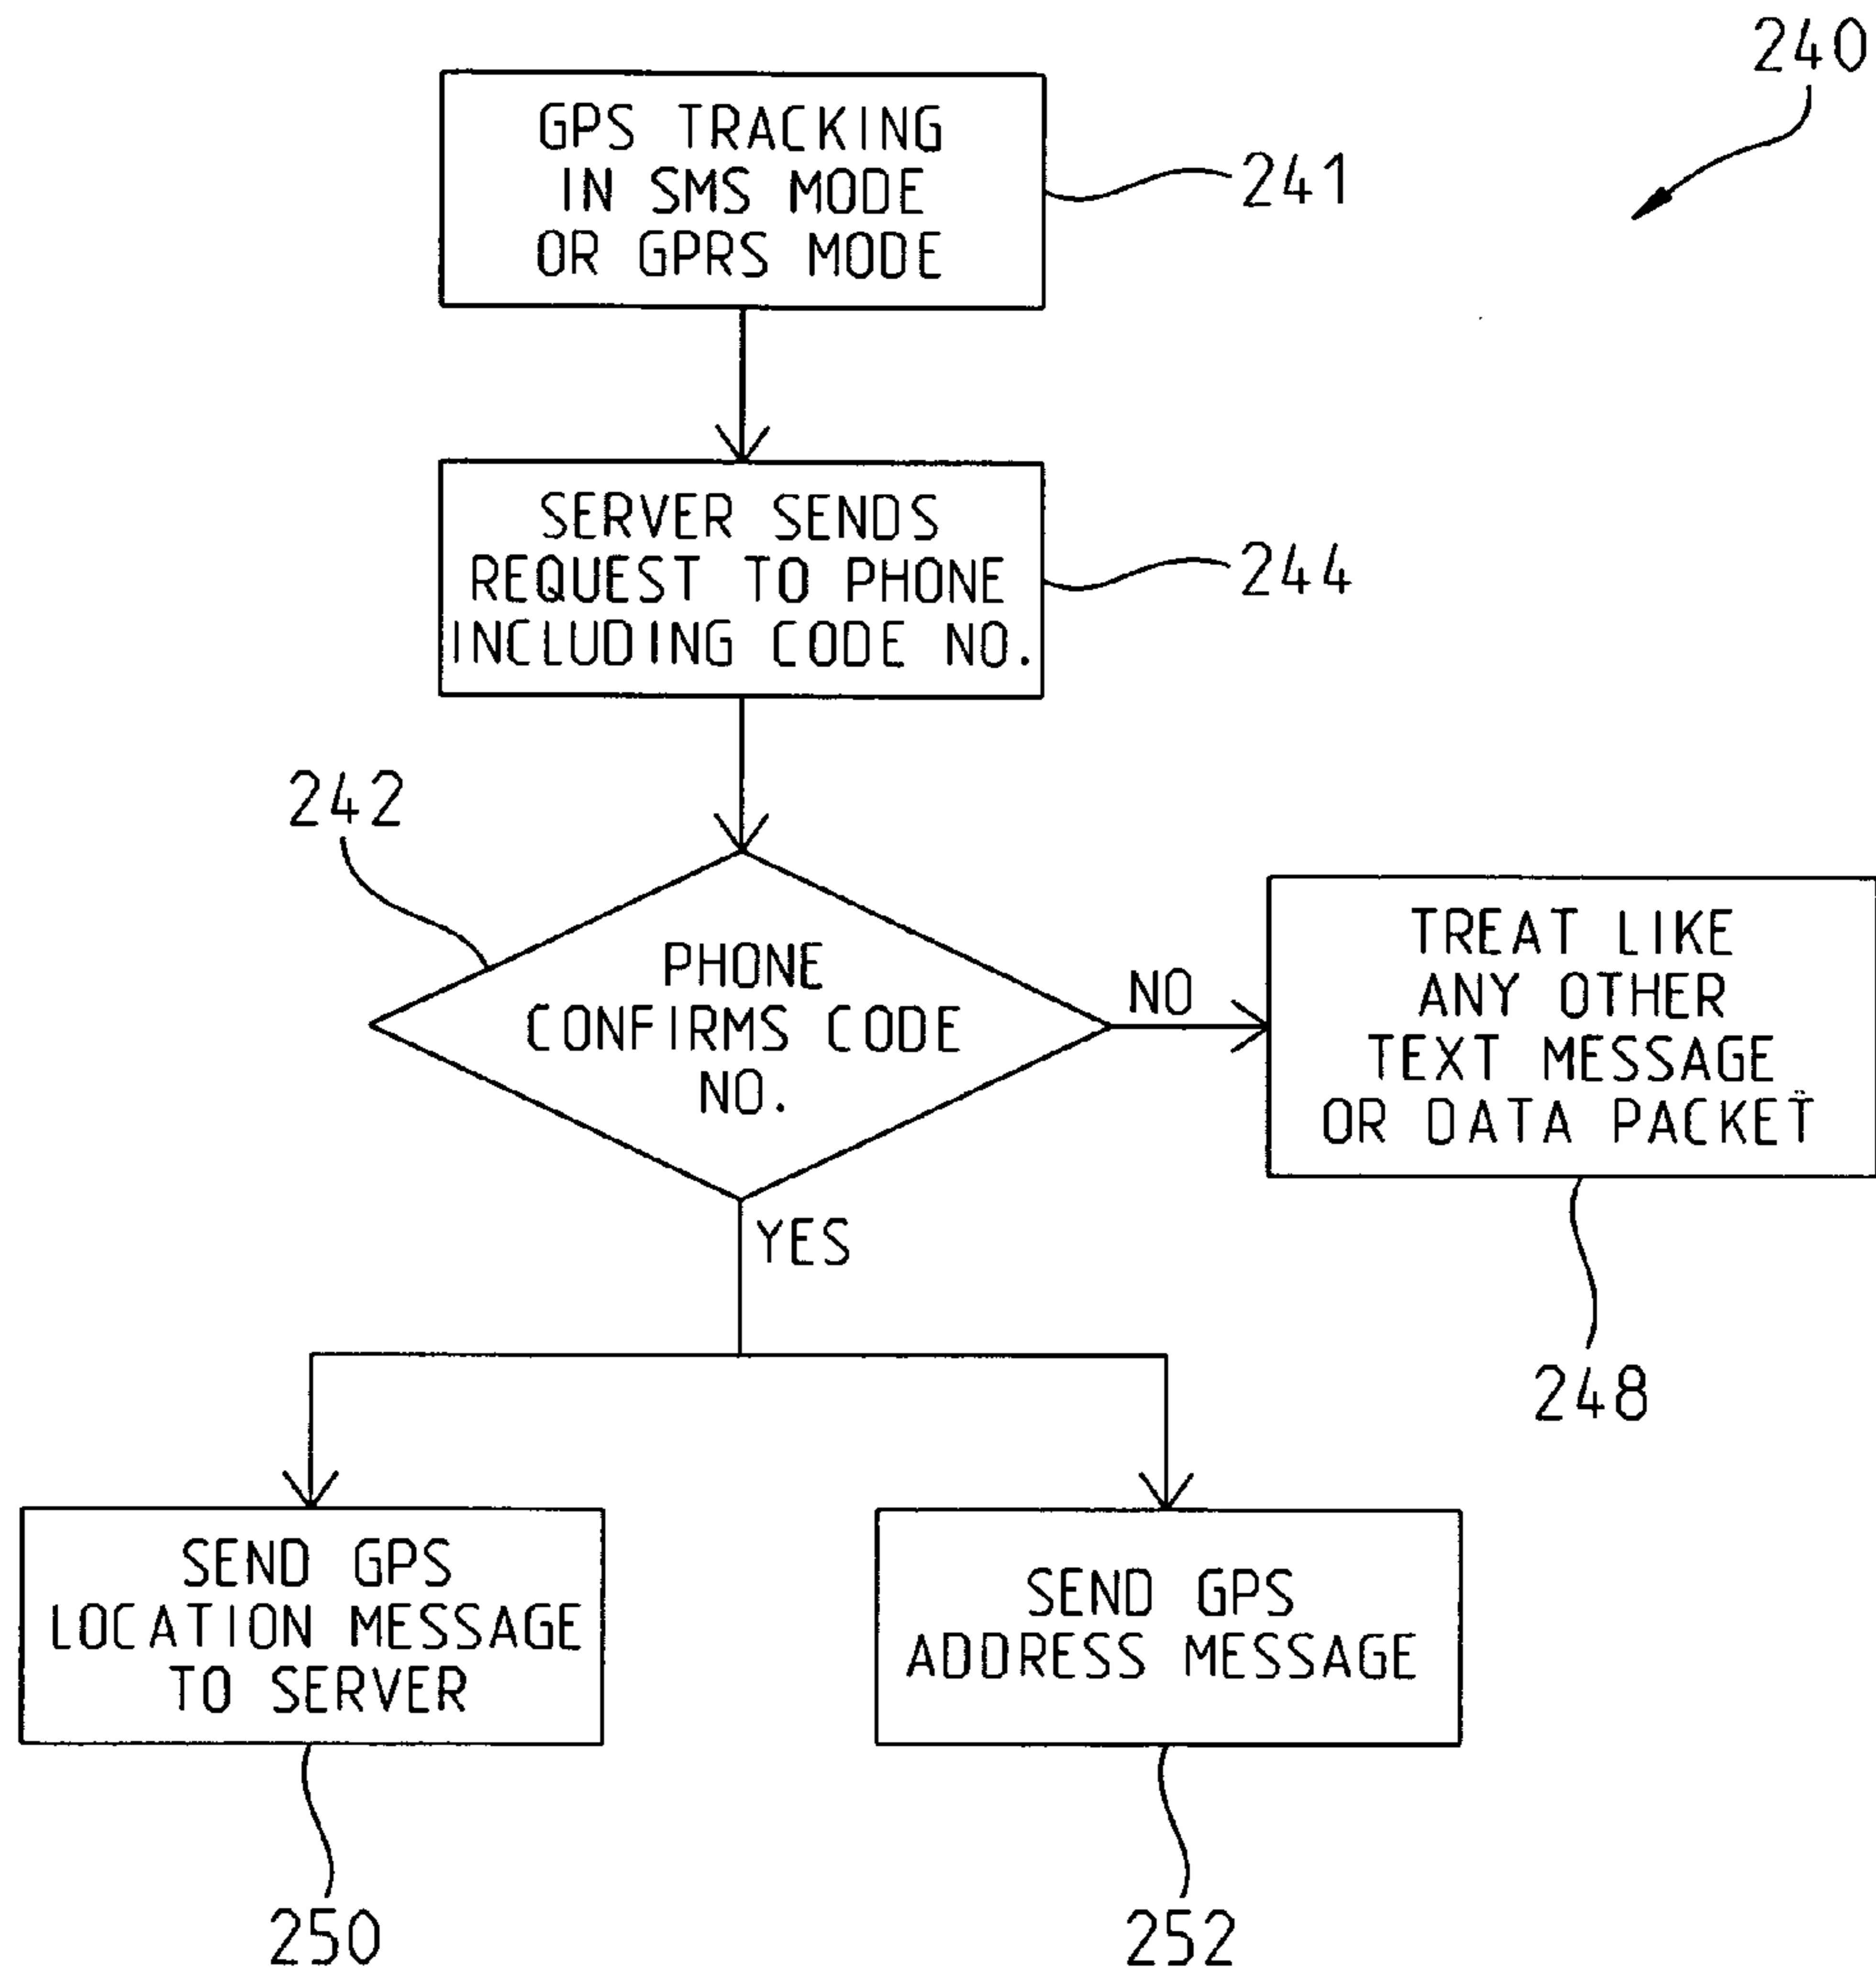 240
GPS TRACKING
IN SMS MODE
OR GPRS MODE
241
SERVER SENDS
REQUEST TO PHONE
INCLUDING CODE NO.
244
242
PHONE
CONFIRMS CODE
NO.
NO
TREAT LIKE
ANY OTHER
TEXT MESSAGE
OR DATA PACKET
248
YES
SEND GPS
LOCATION MESSAGE
TO SERVER
250
SEND GPS
ADDRESS MESSAGE
252